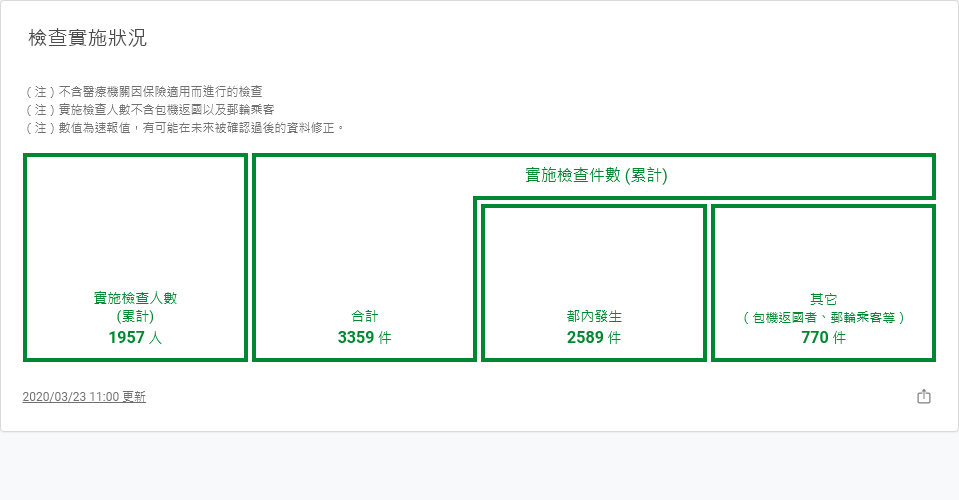 檢查實施狀況
（注）不含醫療機關因保險適用而進行的檢查
（注）實施檢查人數不含包機返國以及郵輪乘客
（注）數值為速報值，有可能在未來被確認過後的資料修正。
實施檢查人數
(累計)
1957 人
實施檢查件數 (累計)
合計
3359 件
都內發生
2589 件
其它
（包機返國者、郵輪乘客等）
770 件
2020/03/23 11:00 更新